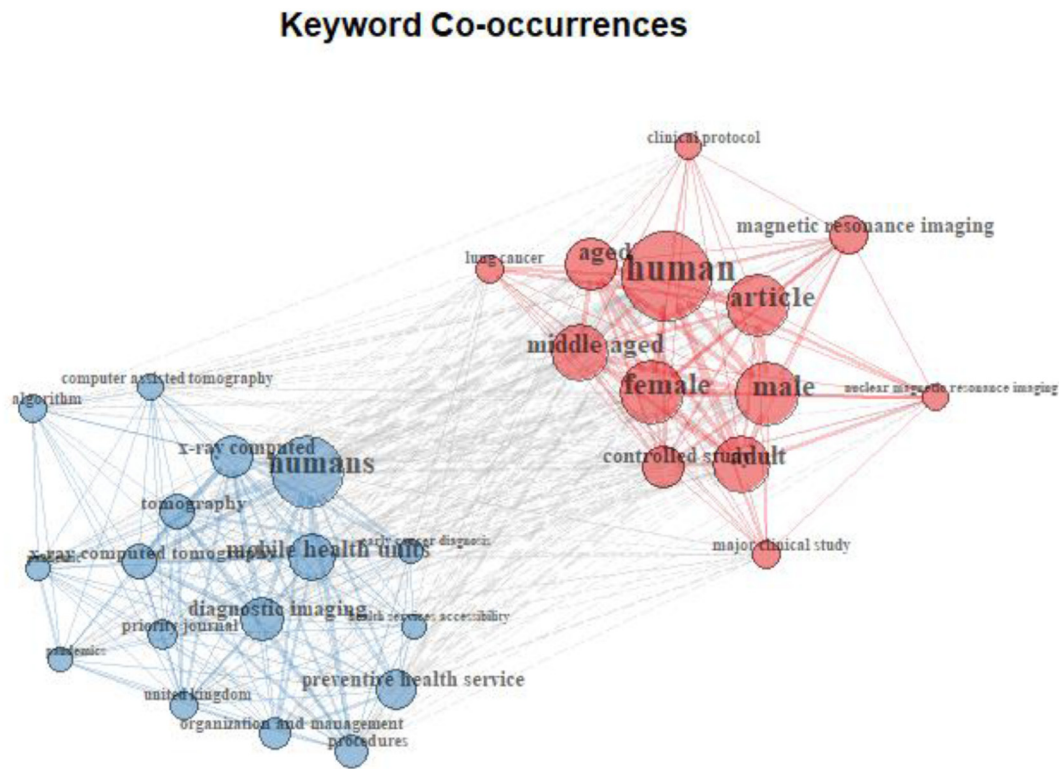 Keyword Co-occurrences
clinical protocol
magnetic resonance imaging
aged
lung cancer
human
article
middle aged
female
male
nuclear magnetic resonance imaging
computer assisted tomography
algorithm
x-ray computed
humans
controlled study
adult
tomography
mobile health units
early cancer diagnosis
x-ray computed tomography
major clinical study
diagnostic imaging
health services accessibility
priority journal
pandemics
preventive health service
united kingdom
organization and management
procedures